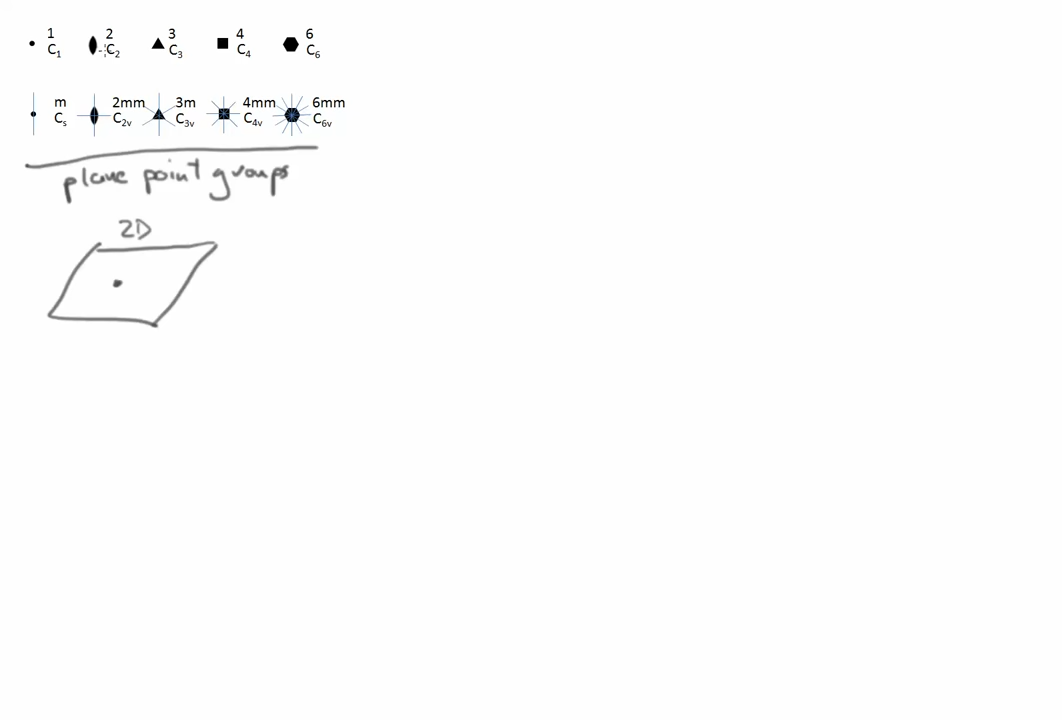 1 2 3 4 6
C1 C2 C3 C4 C6
m 2mm 3m 4mm 6mm
Cs C2v C3v C4v C6v
plane point groups
2D